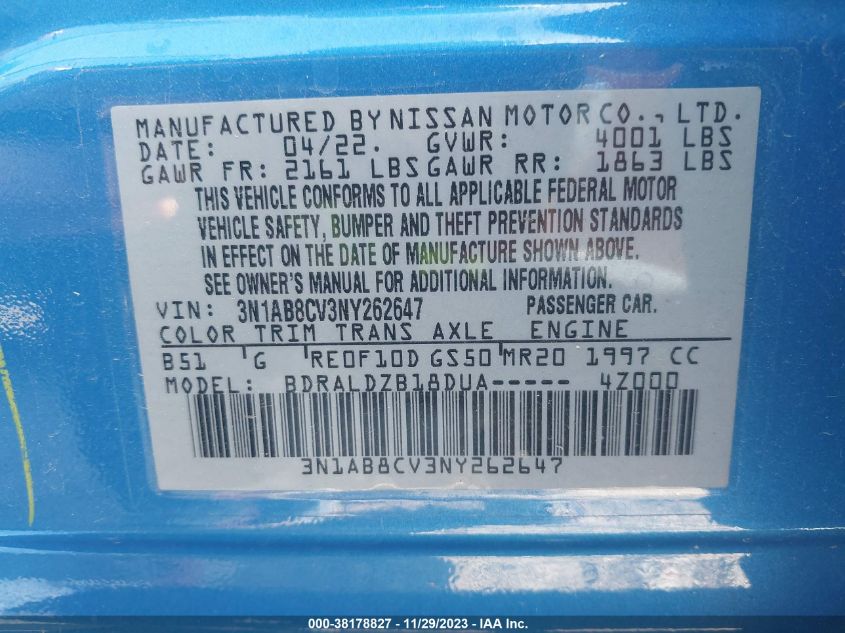 MANUFACTURED BY NISSAN MOTOR CO., LTD.
DATE: 04/22. GVWR: 4001 LBS
GAWR FR: 2161 LBS GAWR RR: 1863 LBS
THIS VEHICLE CONFORMS TO ALL APPLICABLE FEDERAL MOTOR
VEHICLE SAFETY, BUMPER AND THEFT PREVENTION STANDARDS
IN EFFECT ON THE DATE OF MANUFACTURE SHOWN ABOVE.
SEE OWNER'S MANUAL FOR ADDITIONAL INFORMATION.
VIN: 3N1AB8CV3NY262647 PASSENGER CAR.
COLOR TRIM TRANS AXLE ENGINE
B51 G RE0F10D GS50 MR20 1997 CC
MODEL: BDRALDZB18DUA----- 4Z000
3N1AB8CV3NY262647
000-38178827 - 11/29/2023 - IAA Inc.